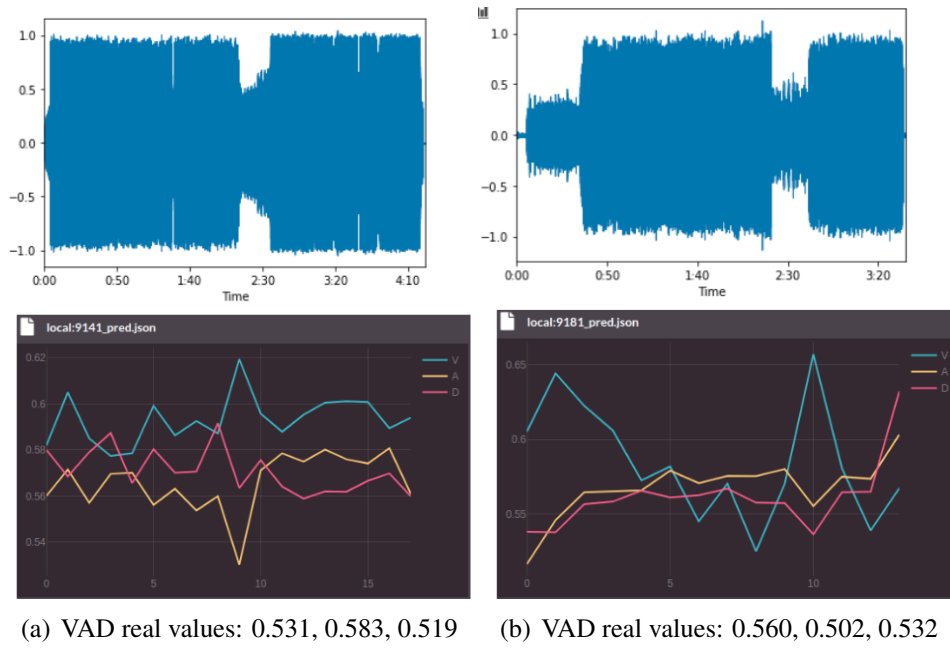 1.0
0.5
0.0
−0.5
−1.0
0:00 0:50 1:40 2:30 3:20 4:10
Time
1.0
0.5
0.0
−0.5
−1.0
0:00 0:50 1:40 2:30 3:20
Time
local:9141_pred.json
0.62
0.6
0.58
0.56
0.54
0 5 10 15
V
A
D
local:9181_pred.json
0.65
0.6
0.55
0 5 10
V
A
D
(a) VAD real values: 0.531, 0.583, 0.519
(b) VAD real values: 0.560, 0.502, 0.532